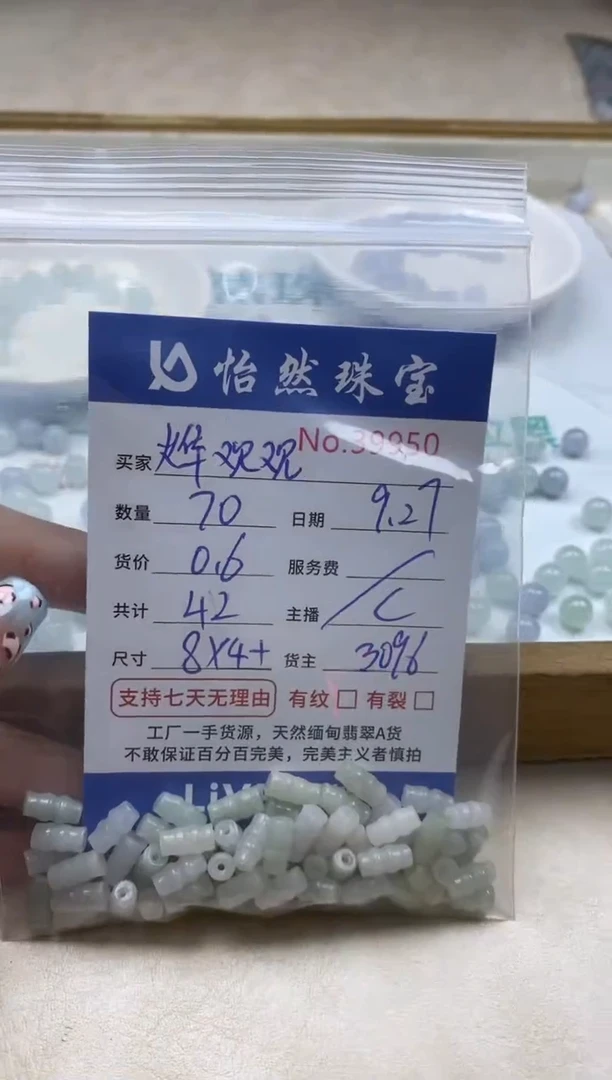 怡然珠宝
No.39950
买家 烨观观
数量 70 日期 9.27
货价 0.6 服务费 /
共计 42 主播 C
尺寸 8X4+ 货主 3096
支持七天无理由 有纹 □ 有裂 □
工厂一手货源，天然缅甸翡翠A货
不敢保证百分百完美，完美主义者慎拍